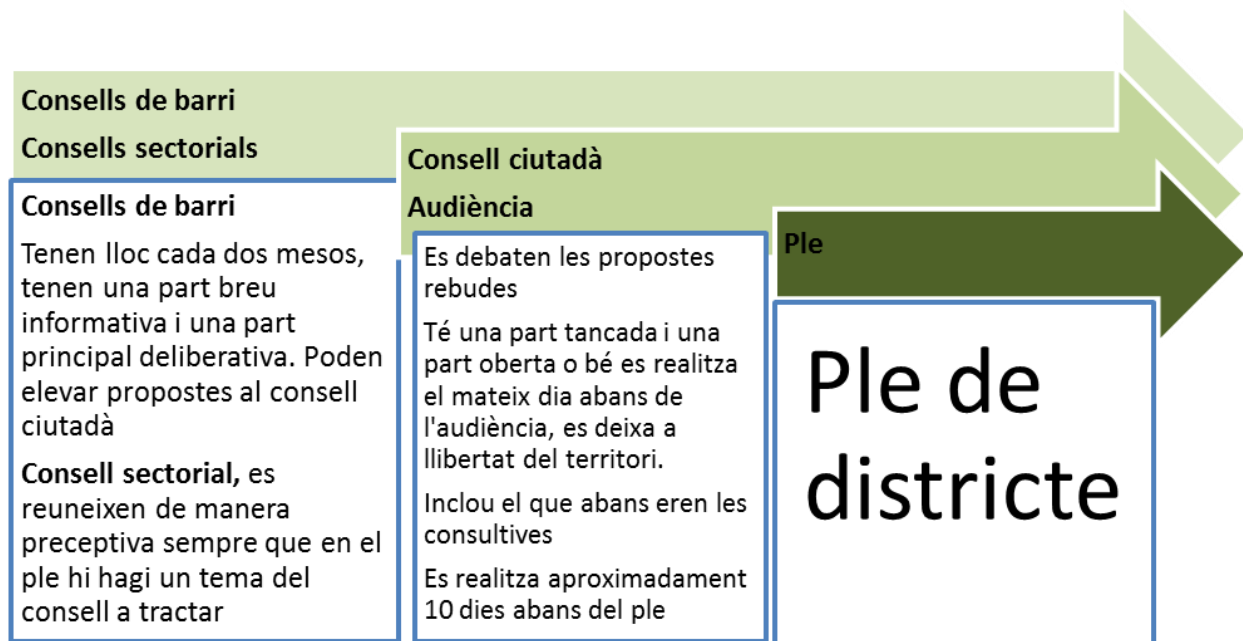 Consells de barri
Consells sectorials
Consells de barri
Tenen lloc cada dos mesos,
tenen una part breu
informativa i una part
principal deliberativa. Poden
elevar propostes al consell
ciutadà
Consell sectorial, es
reuneixen de manera
preceptiva sempre que en el
ple hi hagi un tema del
consell a tractar
Consell ciutadà
Audiència
Es debaten les propostes
rebudes
Té una part tancada i una
part oberta o bé es realitza
el mateix dia abans de
l'audiència, es deixa a
llibertat del territori.
Inclou el que abans eren les
consultives
Es realitza aproximadament
10 dies abans del ple
Ple
Ple de
districte